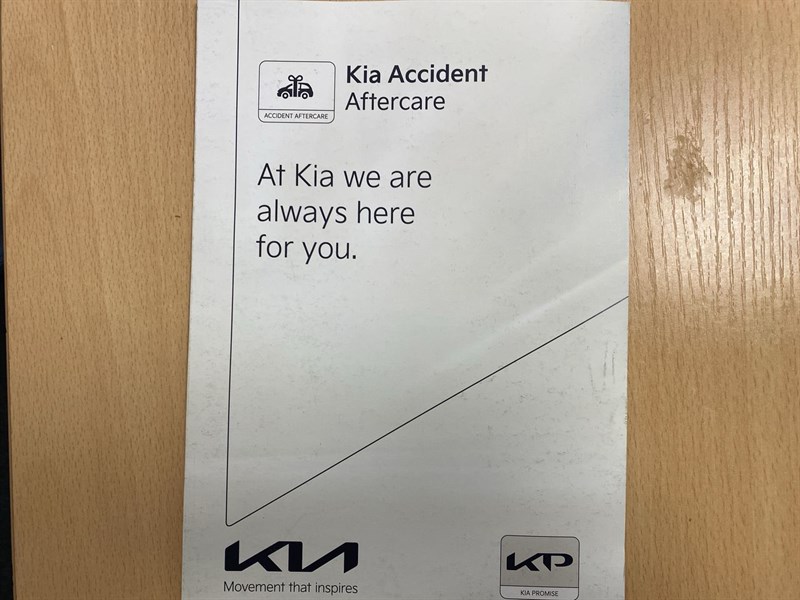 Kia Accident
Aftercare
ACCIDENT AFTERCARE
At Kia we are
always here
for you.
KIA
Movement that inspires
KP
KIA PROMISE